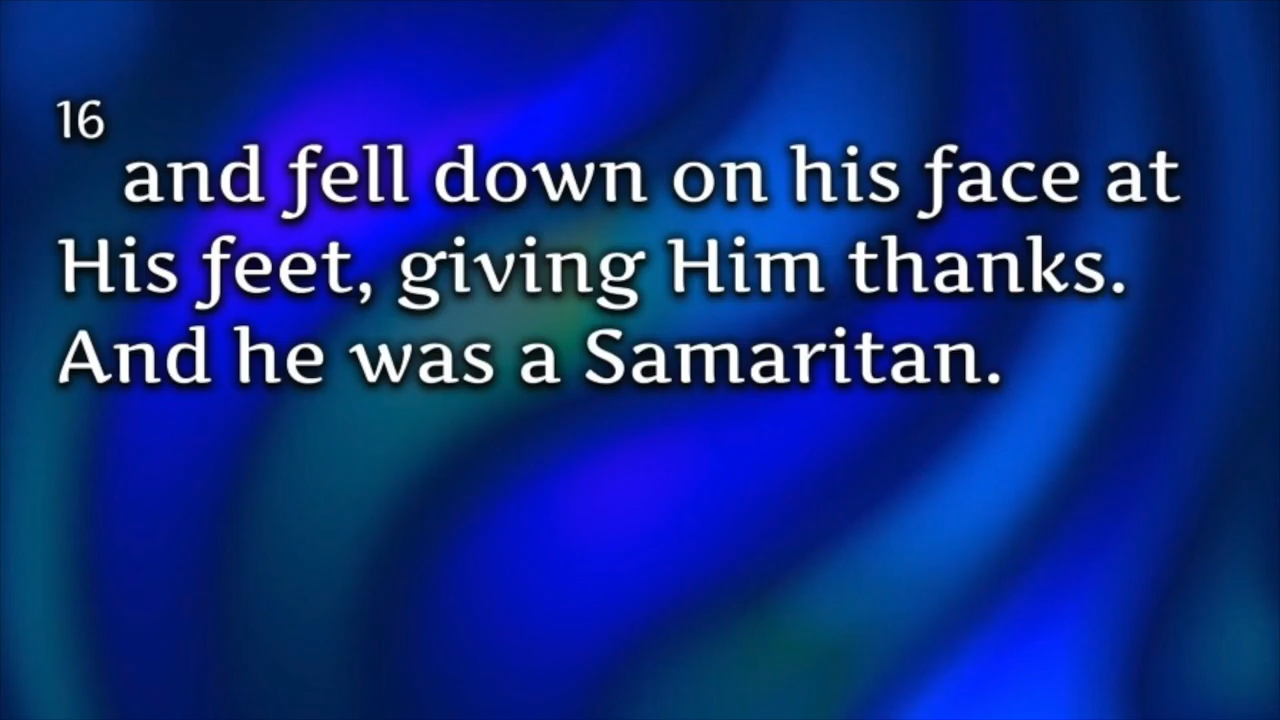 16
and fell down on his face at
His feet, giving Him thanks.
And he was a Samaritan.